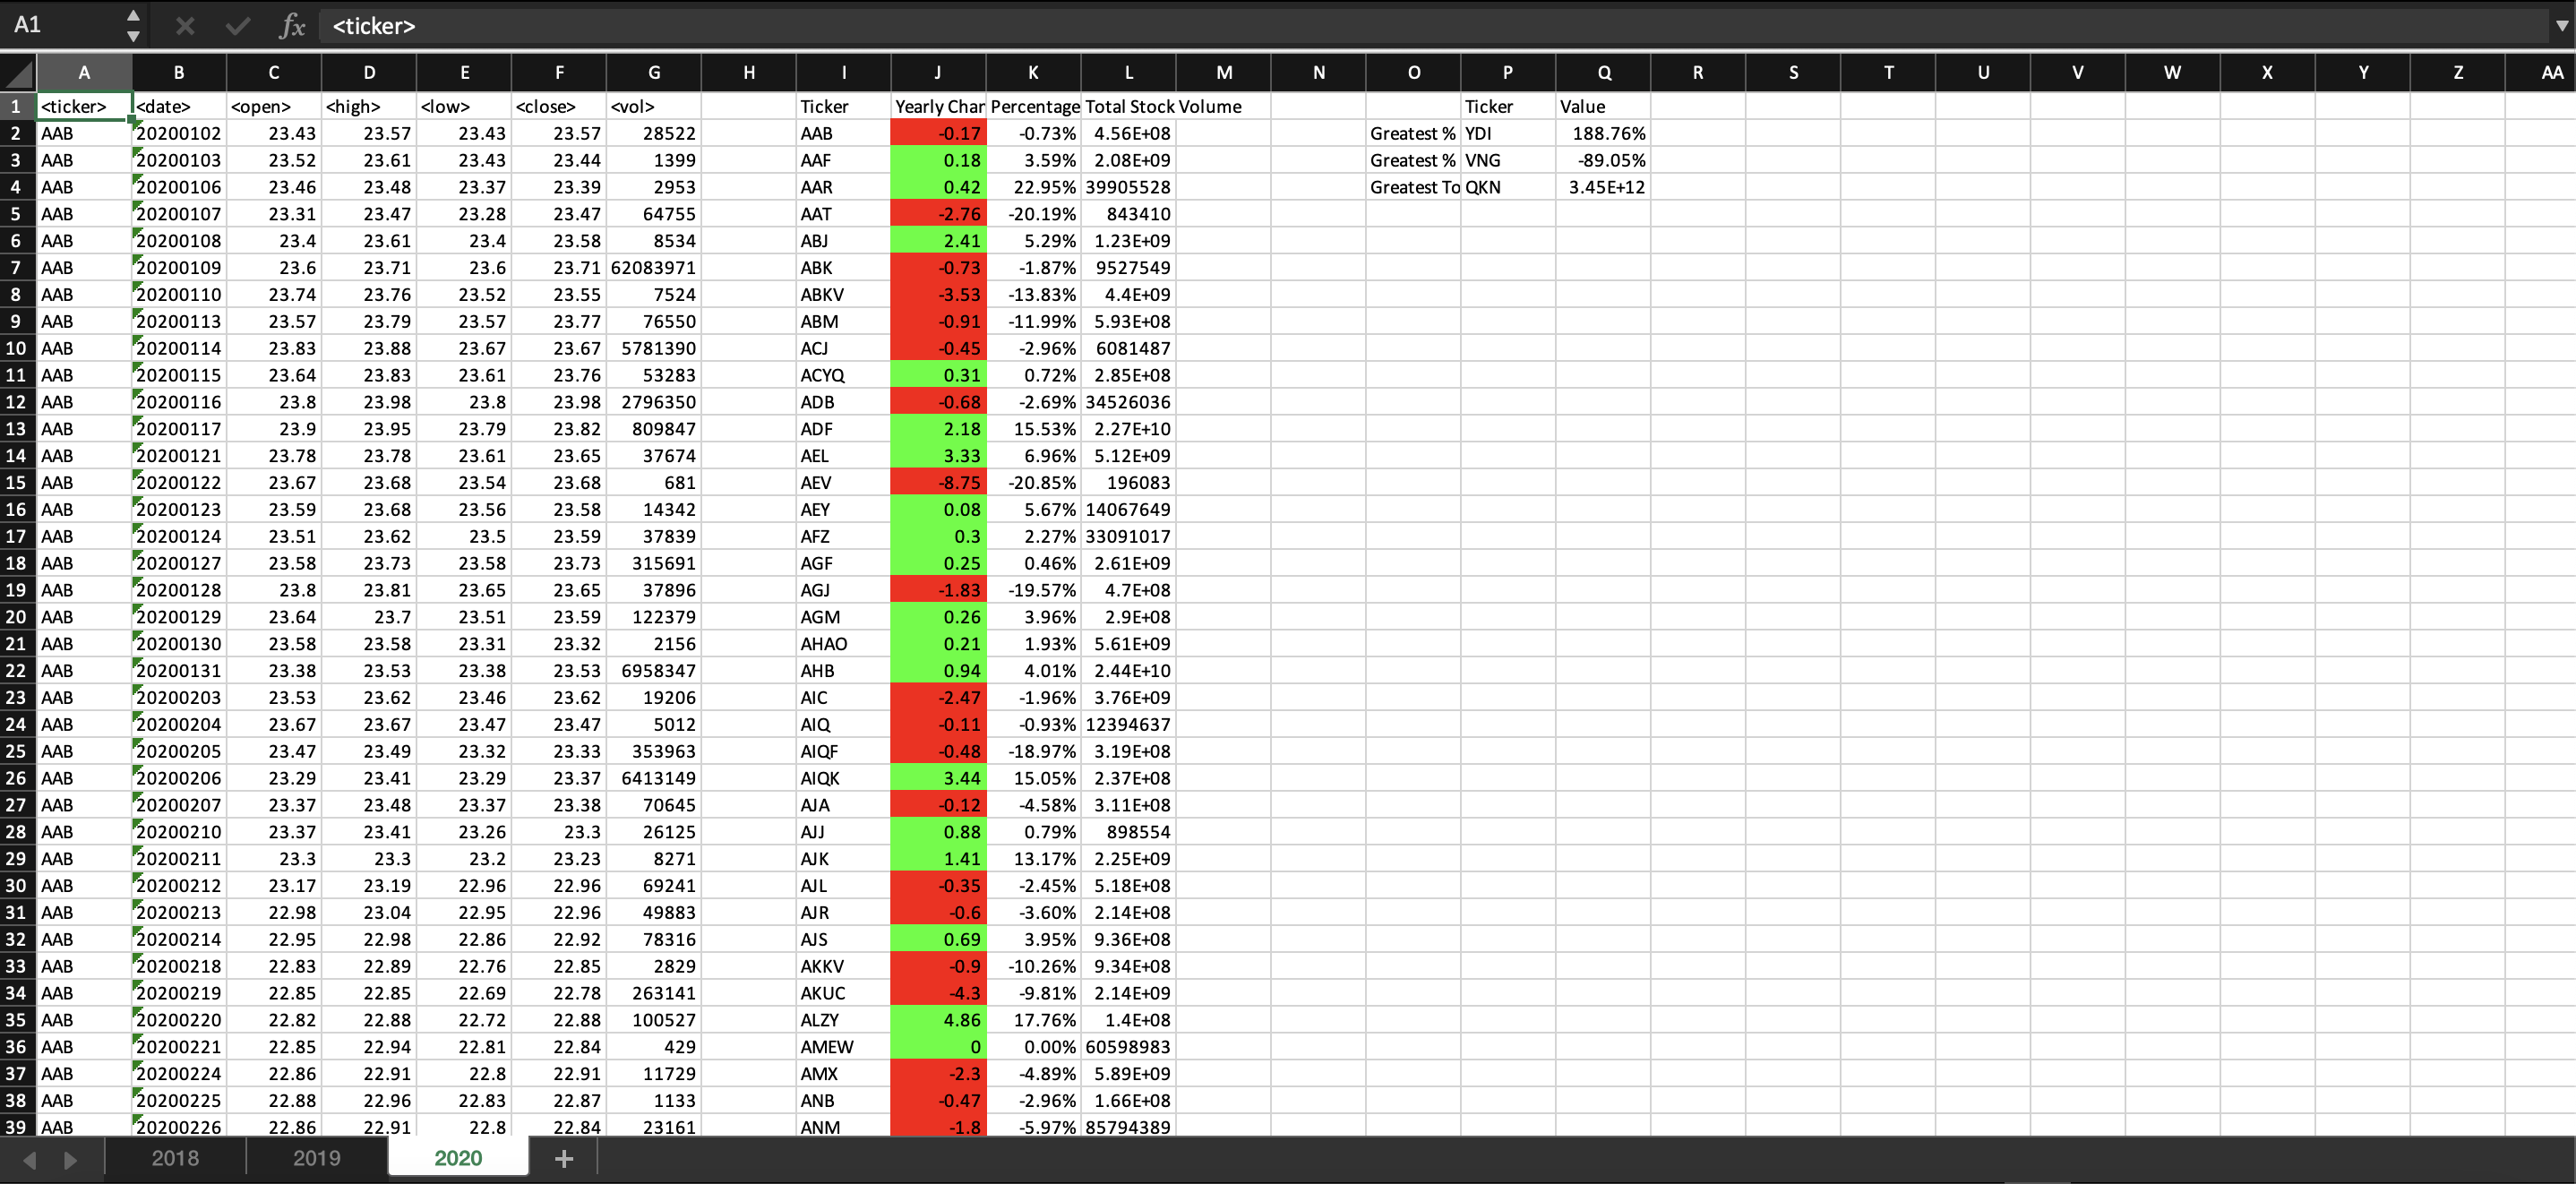 A1 fx <ticker>
A B C D E F G H I J K L M N O P Q R S T U V W X Y Z AA
1 <ticker> <date> <open> <high> <low> <close> <vol> Ticker Yearly Char Percentage Total Stock Volume Ticker Value
2 AAB 20200102 23.43 23.57 23.43 23.57 28522 AAB -0.17 -0.73% 4.56E+08 Greatest % YDI 188.76%
3 AAB 20200103 23.52 23.61 23.43 23.44 1399 AAF 0.18 3.59% 2.08E+09 Greatest % VNG -89.05%
4 AAB 20200106 23.46 23.48 23.37 23.39 2953 AAR 0.42 22.95% 39905528 Greatest To QKN 3.45E+12
5 AAB 20200107 23.31 23.47 23.28 23.47 64755 AAT -2.76 -20.19% 843410
6 AAB 20200108 23.4 23.61 23.4 23.58 8534 ABJ 2.41 5.29% 1.23E+09
7 AAB 20200109 23.6 23.71 23.6 23.71 62083971 ABK -0.73 -1.87% 9527549
8 AAB 20200110 23.74 23.76 23.52 23.55 7524 ABKV -3.53 -13.83% 4.4E+09
9 AAB 20200113 23.57 23.79 23.57 23.77 76550 ABM -0.91 -11.99% 5.93E+08
10 AAB 20200114 23.83 23.88 23.67 23.67 5781390 ACJ -0.45 -2.96% 6081487
11 AAB 20200115 23.64 23.83 23.61 23.76 53283 ACYQ 0.31 0.72% 2.85E+08
12 AAB 20200116 23.8 23.98 23.8 23.98 2796350 ADB -0.68 -2.69% 34526036
13 AAB 20200117 23.9 23.95 23.79 23.82 809847 ADF 2.18 15.53% 2.27E+10
14 AAB 20200121 23.78 23.78 23.61 23.65 37674 AEL 3.33 6.96% 5.12E+09
15 AAB 20200122 23.67 23.68 23.54 23.68 681 AEV -8.75 -20.85% 196083
16 AAB 20200123 23.59 23.68 23.56 23.58 14342 AEY 0.08 5.67% 14067649
17 AAB 20200124 23.51 23.62 23.5 23.59 37839 AFZ 0.3 2.27% 33091017
18 AAB 20200127 23.58 23.73 23.58 23.73 315691 AGF 0.25 0.46% 2.61E+09
19 AAB 20200128 23.8 23.81 23.65 23.65 37896 AGJ -1.83 -19.57% 4.7E+08
20 AAB 20200129 23.64 23.7 23.51 23.59 122379 AGM 0.26 3.96% 2.9E+08
21 AAB 20200130 23.58 23.58 23.31 23.32 2156 AHAO 0.21 1.93% 5.61E+09
22 AAB 20200131 23.38 23.53 23.38 23.53 6958347 AHB 0.94 4.01% 2.44E+10
23 AAB 20200203 23.53 23.62 23.46 23.62 19206 AIC -2.47 -1.96% 3.76E+09
24 AAB 20200204 23.67 23.67 23.47 23.47 5012 AIQ -0.11 -0.93% 12394637
25 AAB 20200205 23.47 23.49 23.32 23.33 353963 AIQF -0.48 -18.97% 3.19E+08
26 AAB 20200206 23.29 23.41 23.29 23.37 6413149 AIQK 3.44 15.05% 2.37E+08
27 AAB 20200207 23.37 23.48 23.37 23.38 70645 AJA -0.12 -4.58% 3.11E+08
28 AAB 20200210 23.37 23.41 23.26 23.3 26125 AJJ 0.88 0.79% 898554
29 AAB 20200211 23.3 23.3 23.2 23.23 8271 AJK 1.41 13.17% 2.25E+09
30 AAB 20200212 23.17 23.19 22.96 22.96 69241 AJL -0.35 -2.45% 5.18E+08
31 AAB 20200213 22.98 23.04 22.95 22.96 49883 AJR -0.6 -3.60% 2.14E+08
32 AAB 20200214 22.95 22.98 22.86 22.92 78316 AJS 0.69 3.95% 9.36E+08
33 AAB 20200218 22.83 22.89 22.76 22.85 2829 AKKV -0.9 -10.26% 9.34E+08
34 AAB 20200219 22.85 22.85 22.69 22.78 263141 AKUC -4.3 -9.81% 2.14E+09
35 AAB 20200220 22.82 22.88 22.72 22.88 100527 ALZY 4.86 17.76% 1.4E+08
36 AAB 20200221 22.85 22.94 22.81 22.84 429 AMEW 0 0.00% 60598983
37 AAB 20200224 22.86 22.91 22.8 22.91 11729 AMX -2.3 -4.89% 5.89E+09
38 AAB 20200225 22.88 22.96 22.83 22.87 1133 ANB -0.47 -2.96% 1.66E+08
39 AAB 20200226 22.86 22.91 22.8 22.84 23161 ANM -1.8 -5.97% 85794389
2018 2019 2020 +